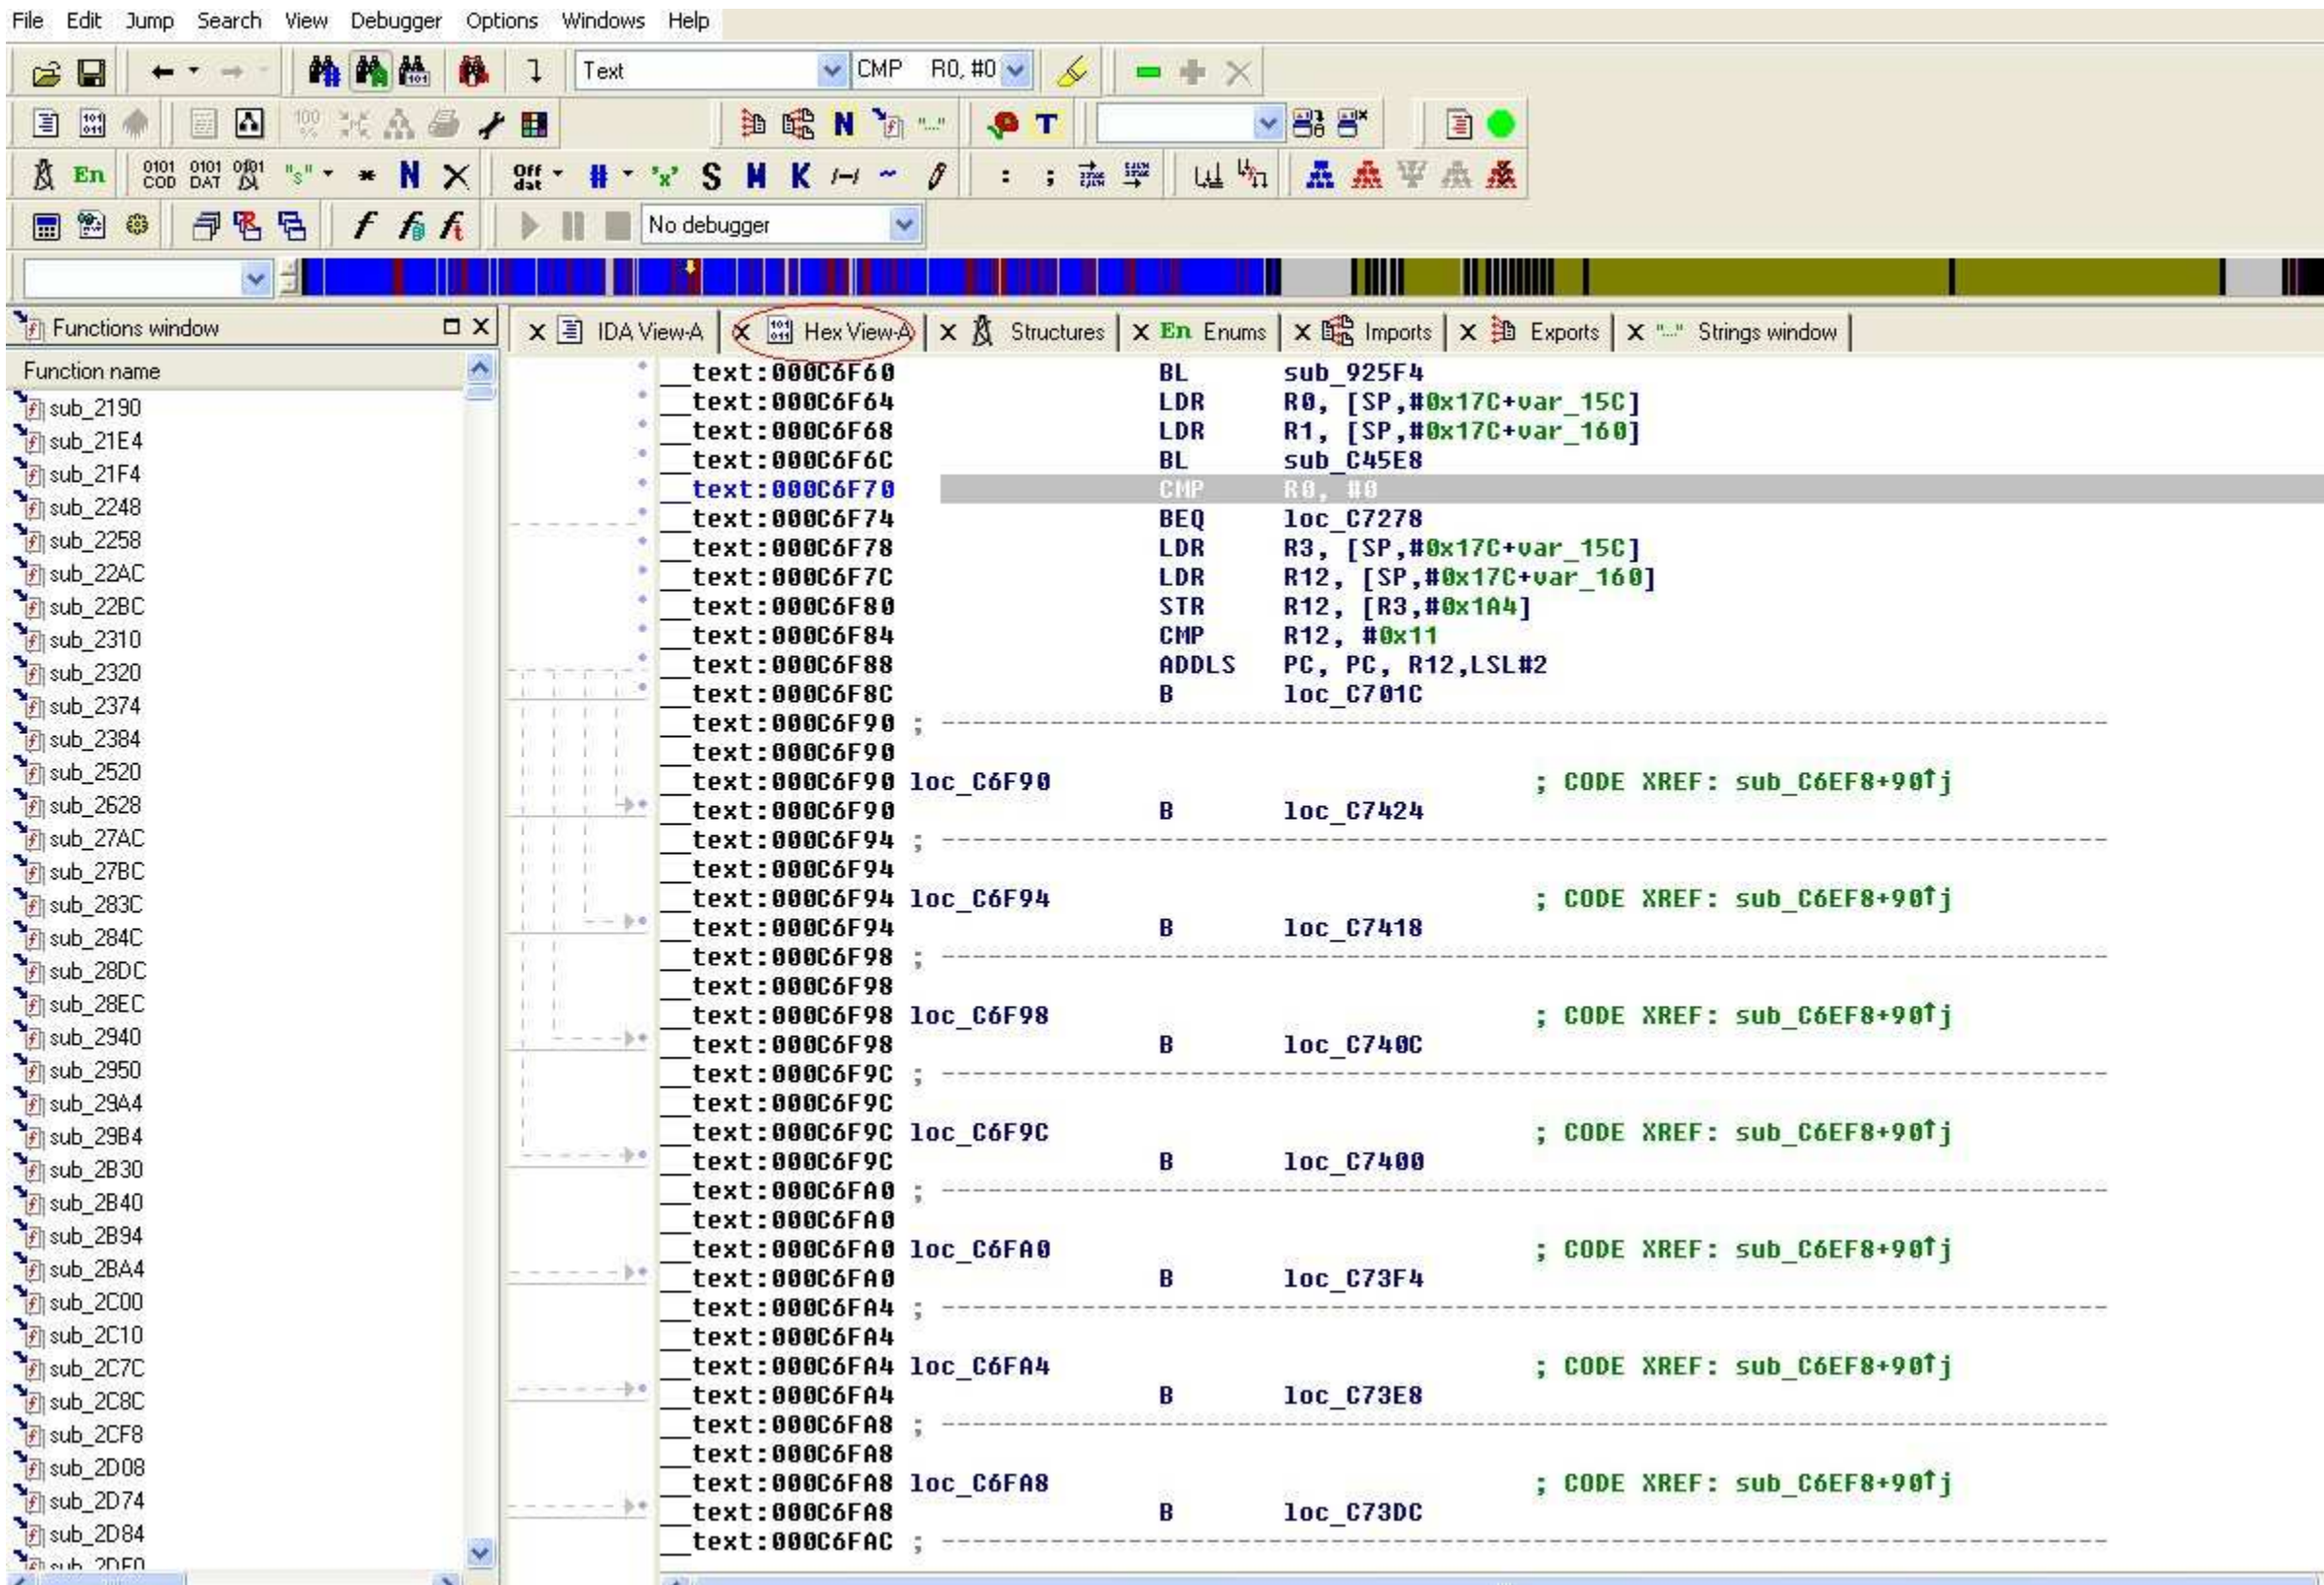 File Edit Jump Search View Debugger Options Windows Help
Text CMP R0, #0
100 % N "..." T
En 0101 COD 0101 DAT 0101 "s" * N X Off dat # 'x' S M K ~ : ;
f No debugger
Functions window
IDA View-A Hex View-A Structures En Enums Imports Exports "..." Strings window
Function name
sub_2190
sub_21E4
sub_21F4
sub_2248
sub_2258
sub_22AC
sub_22BC
sub_2310
sub_2320
sub_2374
sub_2384
sub_2520
sub_2628
sub_27AC
sub_27BC
sub_283C
sub_284C
sub_28DC
sub_28EC
sub_2940
sub_2950
sub_29A4
sub_29B4
sub_2B30
sub_2B40
sub_2B94
sub_2BA4
sub_2C00
sub_2C10
sub_2C7C
sub_2C8C
sub_2CF8
sub_2D08
sub_2D74
sub_2D84
__text:000C6F60 BL sub_925F4
__text:000C6F64 LDR R0, [SP,#0x17C+var_15C]
__text:000C6F68 LDR R1, [SP,#0x17C+var_160]
__text:000C6F6C BL sub_C45E8
__text:000C6F70 CMP R0, #0
__text:000C6F74 BEQ loc_C7278
__text:000C6F78 LDR R3, [SP,#0x17C+var_15C]
__text:000C6F7C LDR R12, [SP,#0x17C+var_160]
__text:000C6F80 STR R12, [R3,#0x1A4]
__text:000C6F84 CMP R12, #0x11
__text:000C6F88 ADDLS PC, PC, R12,LSL#2
__text:000C6F8C B loc_C701C
__text:000C6F90 ; ---------------------------------------------------------------------------
__text:000C6F90
__text:000C6F90 loc_C6F90 ; CODE XREF: sub_C6EF8+90↑j
__text:000C6F90 B loc_C7424
__text:000C6F94 ; ---------------------------------------------------------------------------
__text:000C6F94
__text:000C6F94 loc_C6F94 ; CODE XREF: sub_C6EF8+90↑j
__text:000C6F94 B loc_C7418
__text:000C6F98 ; ---------------------------------------------------------------------------
__text:000C6F98
__text:000C6F98 loc_C6F98 ; CODE XREF: sub_C6EF8+90↑j
__text:000C6F98 B loc_C740C
__text:000C6F9C ; ---------------------------------------------------------------------------
__text:000C6F9C
__text:000C6F9C loc_C6F9C ; CODE XREF: sub_C6EF8+90↑j
__text:000C6F9C B loc_C7400
__text:000C6FA0 ; ---------------------------------------------------------------------------
__text:000C6FA0
__text:000C6FA0 loc_C6FA0 ; CODE XREF: sub_C6EF8+90↑j
__text:000C6FA0 B loc_C73F4
__text:000C6FA4 ; ---------------------------------------------------------------------------
__text:000C6FA4
__text:000C6FA4 loc_C6FA4 ; CODE XREF: sub_C6EF8+90↑j
__text:000C6FA4 B loc_C73E8
__text:000C6FA8 ; ---------------------------------------------------------------------------
__text:000C6FA8
__text:000C6FA8 loc_C6FA8 ; CODE XREF: sub_C6EF8+90↑j
__text:000C6FA8 B loc_C73DC
__text:000C6FAC ; ---------------------------------------------------------------------------